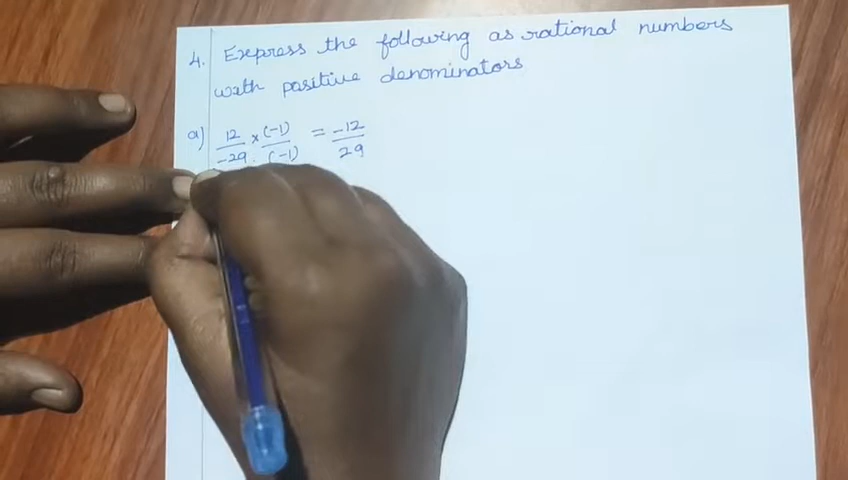 4. Express the following as rational numbers
with positive denominators
a) 12/-29 × (-1)/(-1) = -12/29